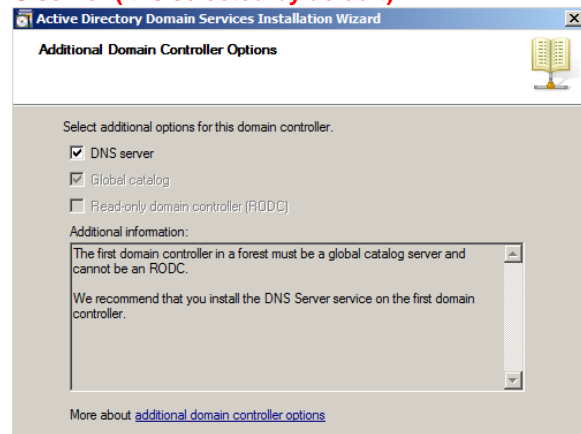 Active Directory Domain Services Installation Wizard
Additional Domain Controller Options
Select additional options for this domain controller.
DNS server
Global catalog
Read-only domain controller (RODC)
Additional information:
The first domain controller in a forest must be a global catalog server and
cannot be an RODC.
We recommend that you install the DNS Server service on the first domain
controller.
More about additional domain controller options